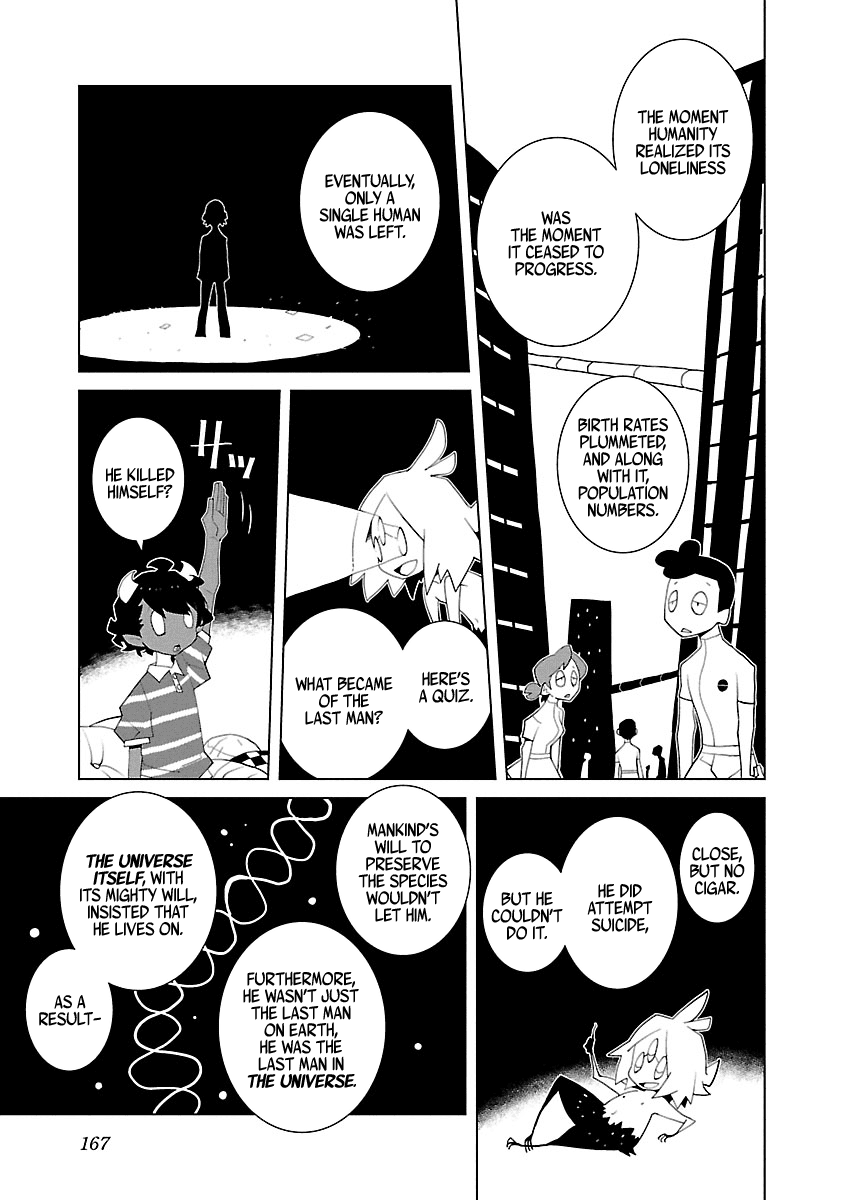 THE MOMENT
HUMANITY
REALIZED ITS
LONELINESS
WAS
THE MOMENT
IT CEASED TO
PROGRESS.
BIRTH RATES
PLUMMETED,
AND ALONG
WITH IT,
POPULATION
NUMBERS.
EVENTUALLY,
ONLY A
SINGLE HUMAN
WAS LEFT.
HERE'S
A QUIZ.
WHAT BECAME
OF THE
LAST MAN?
サッ
HE KILLED
HIMSELF?
CLOSE,
BUT NO
CIGAR.
HE DID
ATTEMPT
SUICIDE,
BUT HE
COULDN'T
DO IT.
MANKIND'S
WILL TO
PRESERVE
THE SPECIES
WOULDN'T
LET HIM.
FURTHERMORE,
HE WASN'T JUST
THE LAST MAN
ON EARTH,
HE WAS THE
LAST MAN IN
THE UNIVERSE.
THE UNIVERSE
ITSELF, WITH
ITS MIGHTY WILL,
INSISTED THAT
HE LIVES ON.
AS A
RESULT-
167